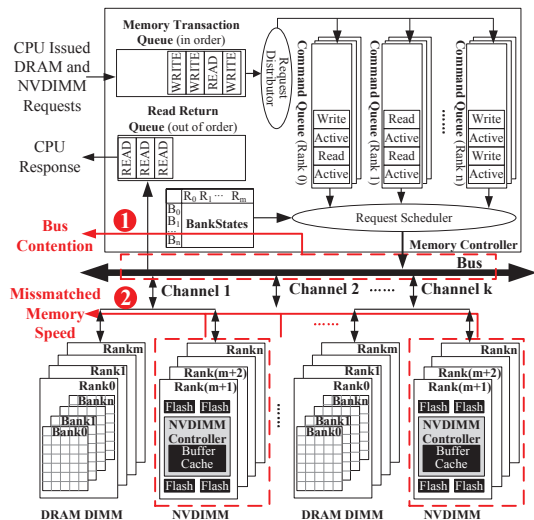 CPU Issued
DRAM and
NVDIMM
Requests
Memory Transaction
Queue (in order)
WRITE
WRITE
READ
WRITE
Request
Distributor
Command Queue (Rank 0)
Write
Active
Read
Active
Command Queue (Rank 1)
Read
Active
Read
Active
......
Command Queue (Rank n)
Write
Active
Write
Active
Read Return
Queue (out of order)
READ
READ
READ
CPU
Response
R0 R1 ··· Rm
B0
B1
...
Bn
BankStates
Request Scheduler
Memory Controller
1
Bus
Contention
Bus
Channel 1
Channel 2
......
Channel k
2
Missmatched
Memory
Speed
......
Rankm
Rank1
Rank0
Bankn
Bank1
Bank0
DRAM DIMM
Rankn
Rank(m+2)
Rank(m+1)
Flash Flash
NVDIMM
Controller
Buffer
Cache
Flash Flash
NVDIMM
......
Rankm
Rank1
Rank0
Bankn
Bank1
Bank0
DRAM DIMM
Rankn
Rank(m+2)
Rank(m+1)
Flash Flash
NVDIMM
Controller
Buffer
Cache
Flash Flash
NVDIMM